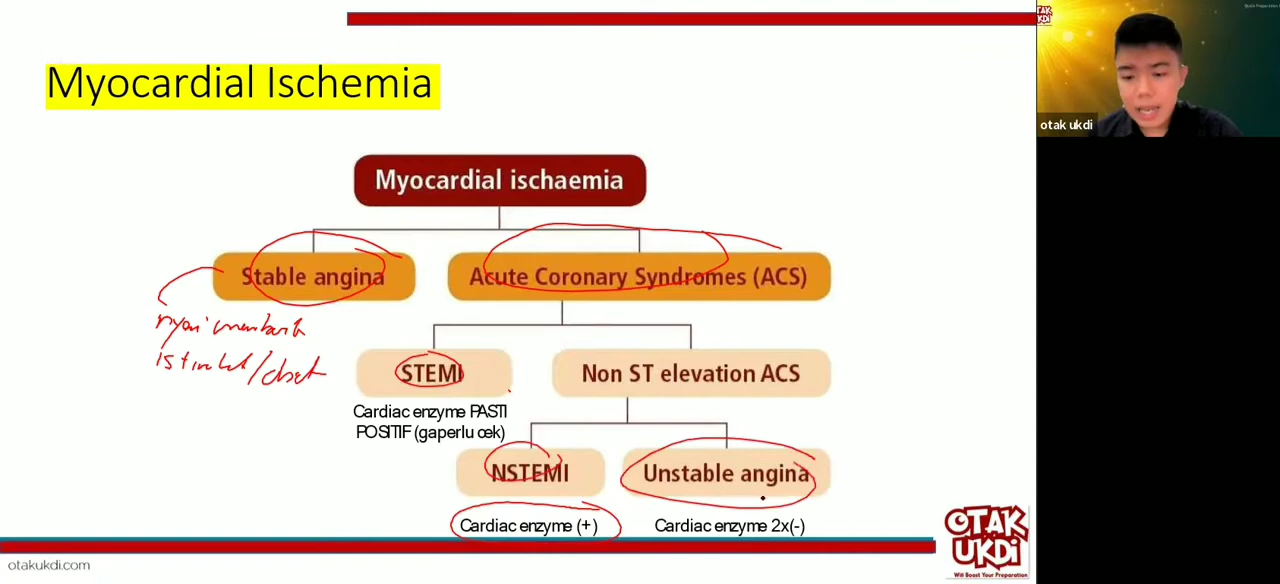 Myocardial Ischemia
Myocardial ischaemia
Stable angina
Acute Coronary Syndromes (ACS)
nyeri membaik
istirahat/obat
STEMI
Non ST elevation ACS
Cardiac enzyme PASTI
POSITIF (gaperlu cek)
NSTEMI
Unstable angina
Cardiac enzyme (+)
Cardiac enzyme 2x(-)
otakukdi.com
OTAK
UKDi
Will Boost Your Preparation
OTAK
UKDi
otak ukdi